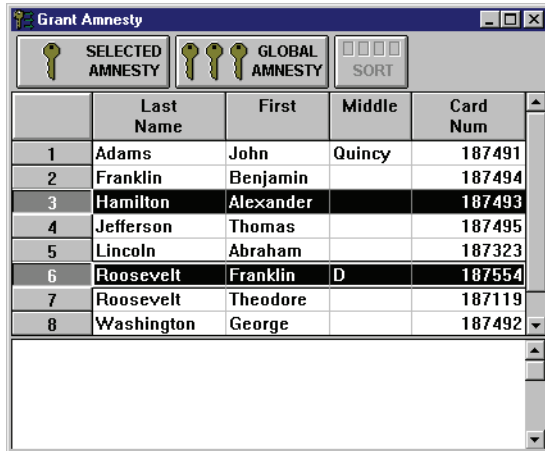 Grant Amnesty
SELECTED AMNESTY GLOBAL AMNESTY SORT
Last Name First Middle Card Num
1 Adams John Quincy 187491
2 Franklin Benjamin 187494
3 Hamilton Alexander 187493
4 Jefferson Thomas 187495
5 Lincoln Abraham 187323
6 Roosevelt Franklin D 187554
7 Roosevelt Theodore 187119
8 Washington George 187492